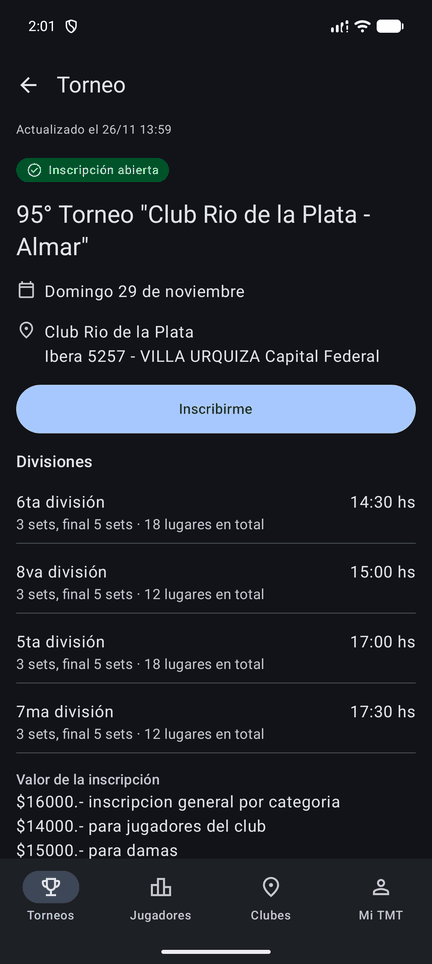 2:01
Torneo
Actualizado el 26/11 13:59
Inscripción abierta
95° Torneo "Club Rio de la Plata -
Almar"
Domingo 29 de noviembre
Club Rio de la Plata
Ibera 5257 - VILLA URQUIZA Capital Federal
Inscribirme
Divisiones
6ta división 14:30 hs
3 sets, final 5 sets · 18 lugares en total
8va división 15:00 hs
3 sets, final 5 sets · 12 lugares en total
5ta división 17:00 hs
3 sets, final 5 sets · 18 lugares en total
7ma división 17:30 hs
3 sets, final 5 sets · 12 lugares en total
Valor de la inscripción
$16000.- inscripcion general por categoria
$14000.- para jugadores del club
$15000.- para damas
Torneos Jugadores Clubes Mi TMT